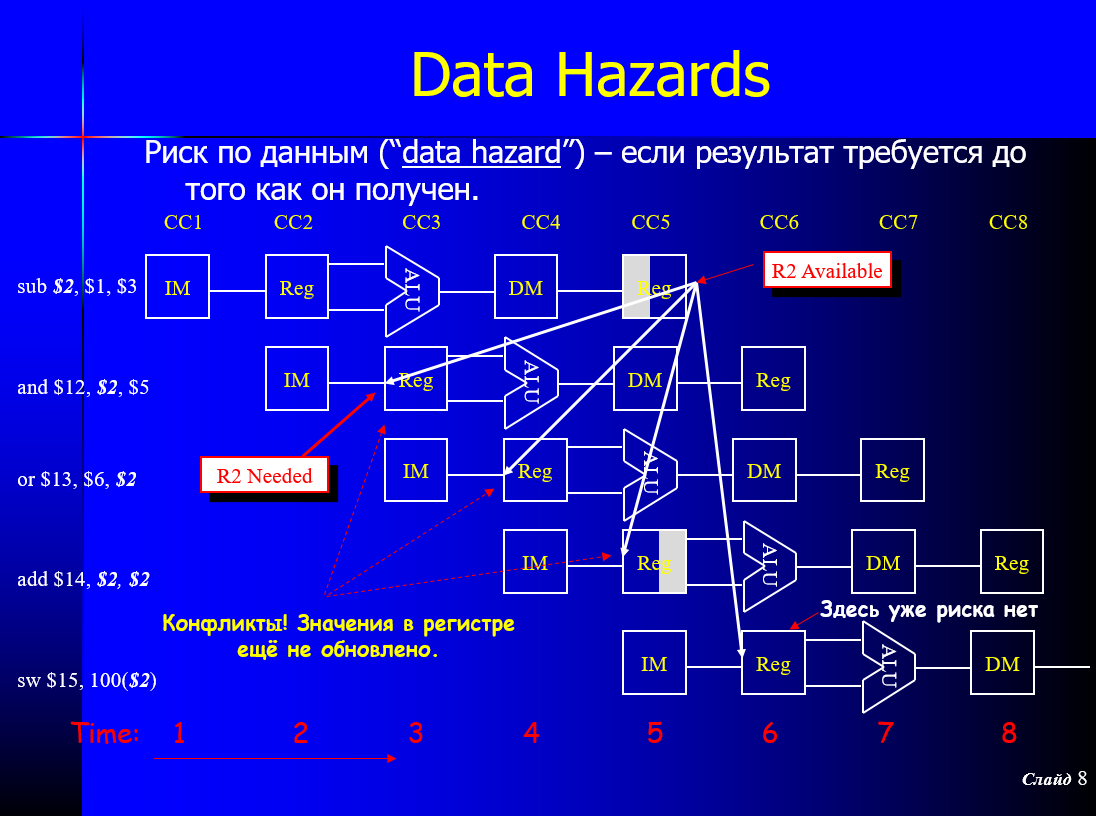 Data Hazards
Риск по данным (“data hazard”) – если результат требуется до
того как он получен.
CC1 CC2 CC3 CC4 CC5 CC6 CC7 CC8
sub $2, $1, $3
IM Reg ALU DM Reg
R2 Available
and $12, $2, $5
IM Reg ALU DM Reg
R2 Needed
or $13, $6, $2
IM Reg ALU DM Reg
add $14, $2, $2
IM Reg ALU DM Reg
Конфликты! Значения в регистре
ещё не обновлено.
Здесь уже риска нет
sw $15, 100($2)
IM Reg ALU DM
Time: 1 2 3 4 5 6 7 8
Слайд 8